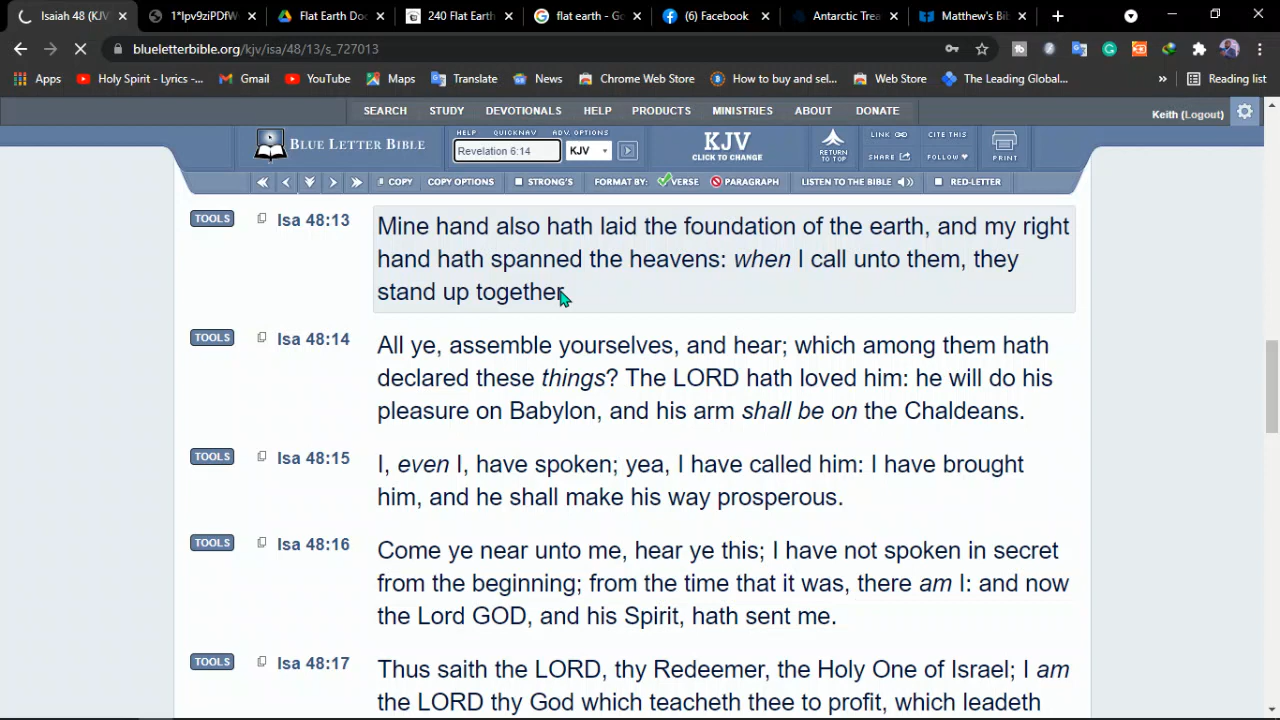 Isaiah 48 (KJV
1*Ipv9ziPDfW
Flat Earth Doc
240 Flat Earth
flat earth - Go
(6) Facebook
Antarctic Trea
Matthew's Bib
blueletterbible.org/kjv/isa/48/13/s_727013
Apps
Holy Spirit - Lyrics -...
Gmail
YouTube
Maps
Translate
News
Chrome Web Store
How to buy and sel...
Web Store
The Leading Global...
»
Reading list
SEARCH STUDY DEVOTIONALS HELP PRODUCTS MINISTRIES ABOUT DONATE
Keith (Logout)
BLUE LETTER BIBLE
HELP QUICKNAV ADV. OPTIONS
Revelation 6:14 KJV
KJV
CLICK TO CHANGE
RETURN
TO TOP
LINK CITE THIS
SHARE FOLLOW
PRINT
COPY COPY OPTIONS STRONG'S FORMAT BY: VERSE PARAGRAPH LISTEN TO THE BIBLE RED-LETTER
TOOLS Isa 48:13 Mine hand also hath laid the foundation of the earth, and my right
hand hath spanned the heavens: when I call unto them, they
stand up together.
TOOLS Isa 48:14 All ye, assemble yourselves, and hear; which among them hath
declared these things? The LORD hath loved him: he will do his
pleasure on Babylon, and his arm shall be on the Chaldeans.
TOOLS Isa 48:15 I, even I, have spoken; yea, I have called him: I have brought
him, and he shall make his way prosperous.
TOOLS Isa 48:16 Come ye near unto me, hear ye this; I have not spoken in secret
from the beginning; from the time that it was, there am I: and now
the Lord GOD, and his Spirit, hath sent me.
TOOLS Isa 48:17 Thus saith the LORD, thy Redeemer, the Holy One of Israel; I am
the LORD thy God which teacheth thee to profit, which leadeth